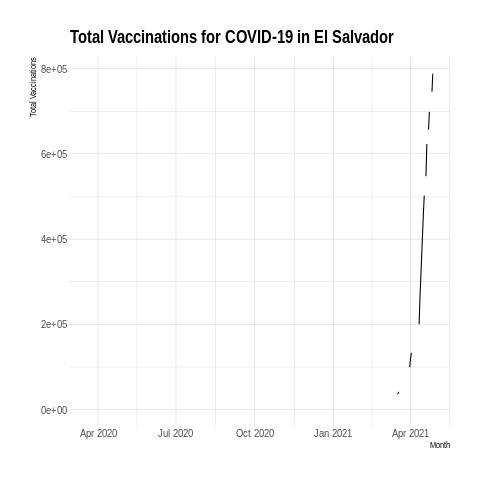 Total Vaccinations for COVID-19 in El Salvador
Total Vaccinations
8e+05
6e+05
4e+05
2e+05
0e+00
Apr 2020 Jul 2020 Oct 2020 Jan 2021 Apr 2021
Month